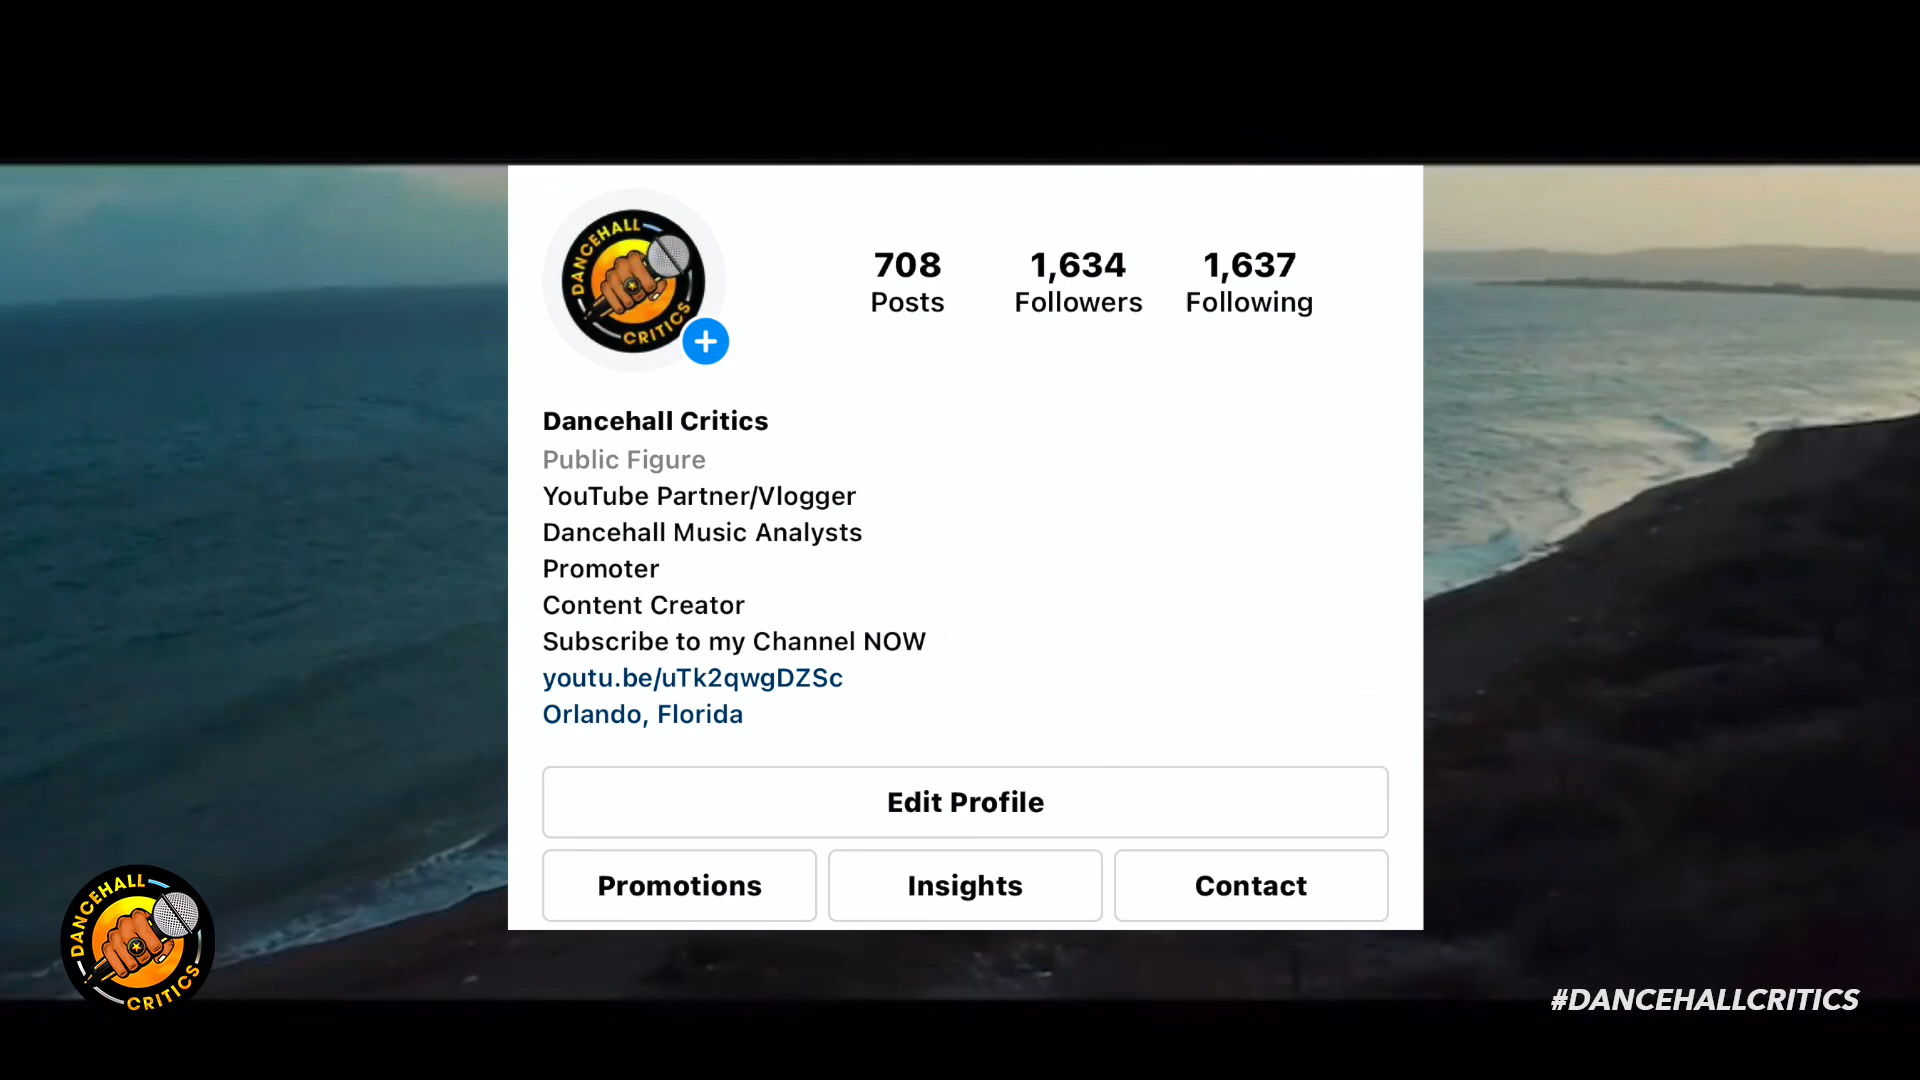 DANCEHALL
CRITICS
708
Posts
1,634
Followers
1,637
Following
Dancehall Critics
Public Figure
YouTube Partner/Vlogger
Dancehall Music Analysts
Promoter
Content Creator
Subscribe to my Channel NOW
youtu.be/uTk2qwgDZSc
Orlando, Florida
Edit Profile
Promotions
Insights
Contact
DANCEHALL
CRITICS
#DANCEHALLCRITICS